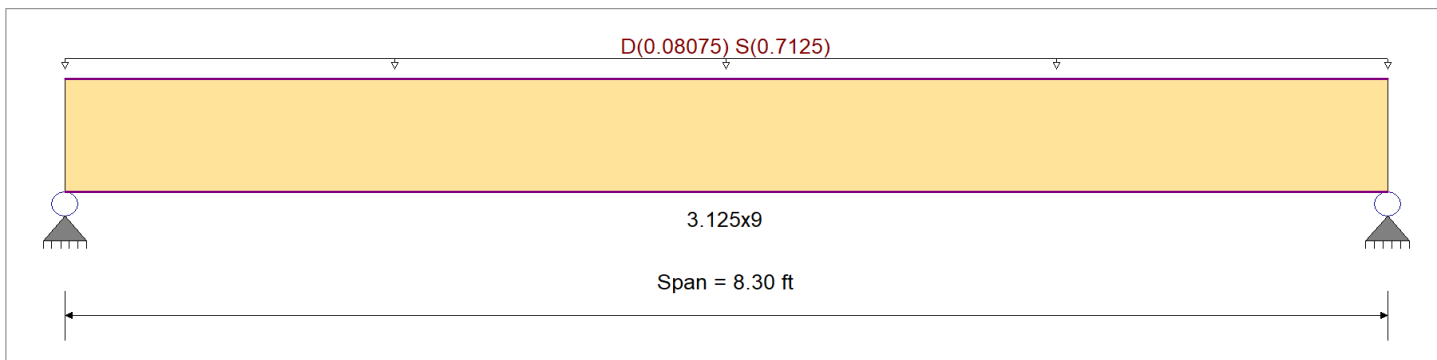 D(0.08075) S(0.7125)
3.125x9
Span = 8.30 ft